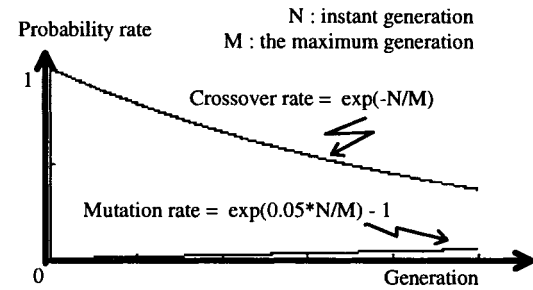 N : instant generation
Probability rate
M : the maximum generation
1
Crossover rate = exp(-N/M)
Mutation rate = exp(0.05*N/M) - 1
0
Generation